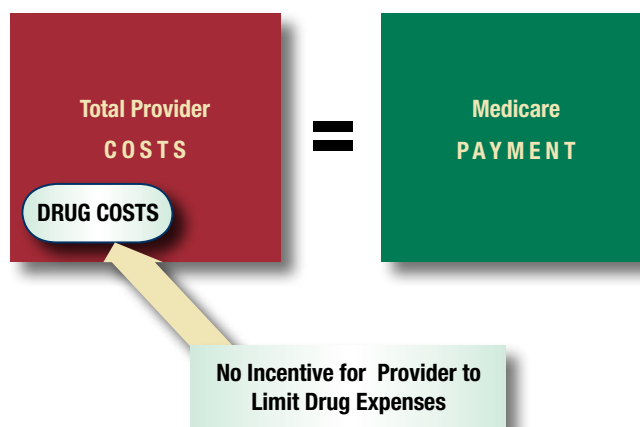 Total Provider
COSTS
DRUG COSTS
=
Medicare
PAYMENT
No Incentive for Provider to
Limit Drug Expenses